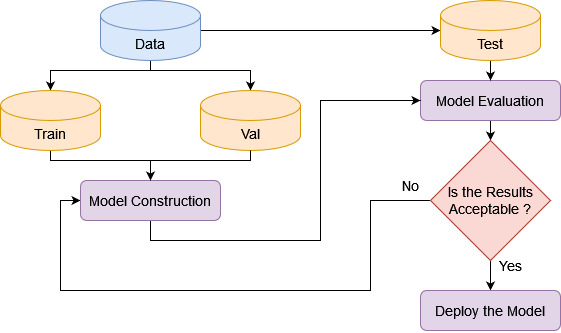 Data
Test
Train
Val
Model Evaluation
Model Construction
No
Is the Results
Acceptable ?
Yes
Deploy the Model